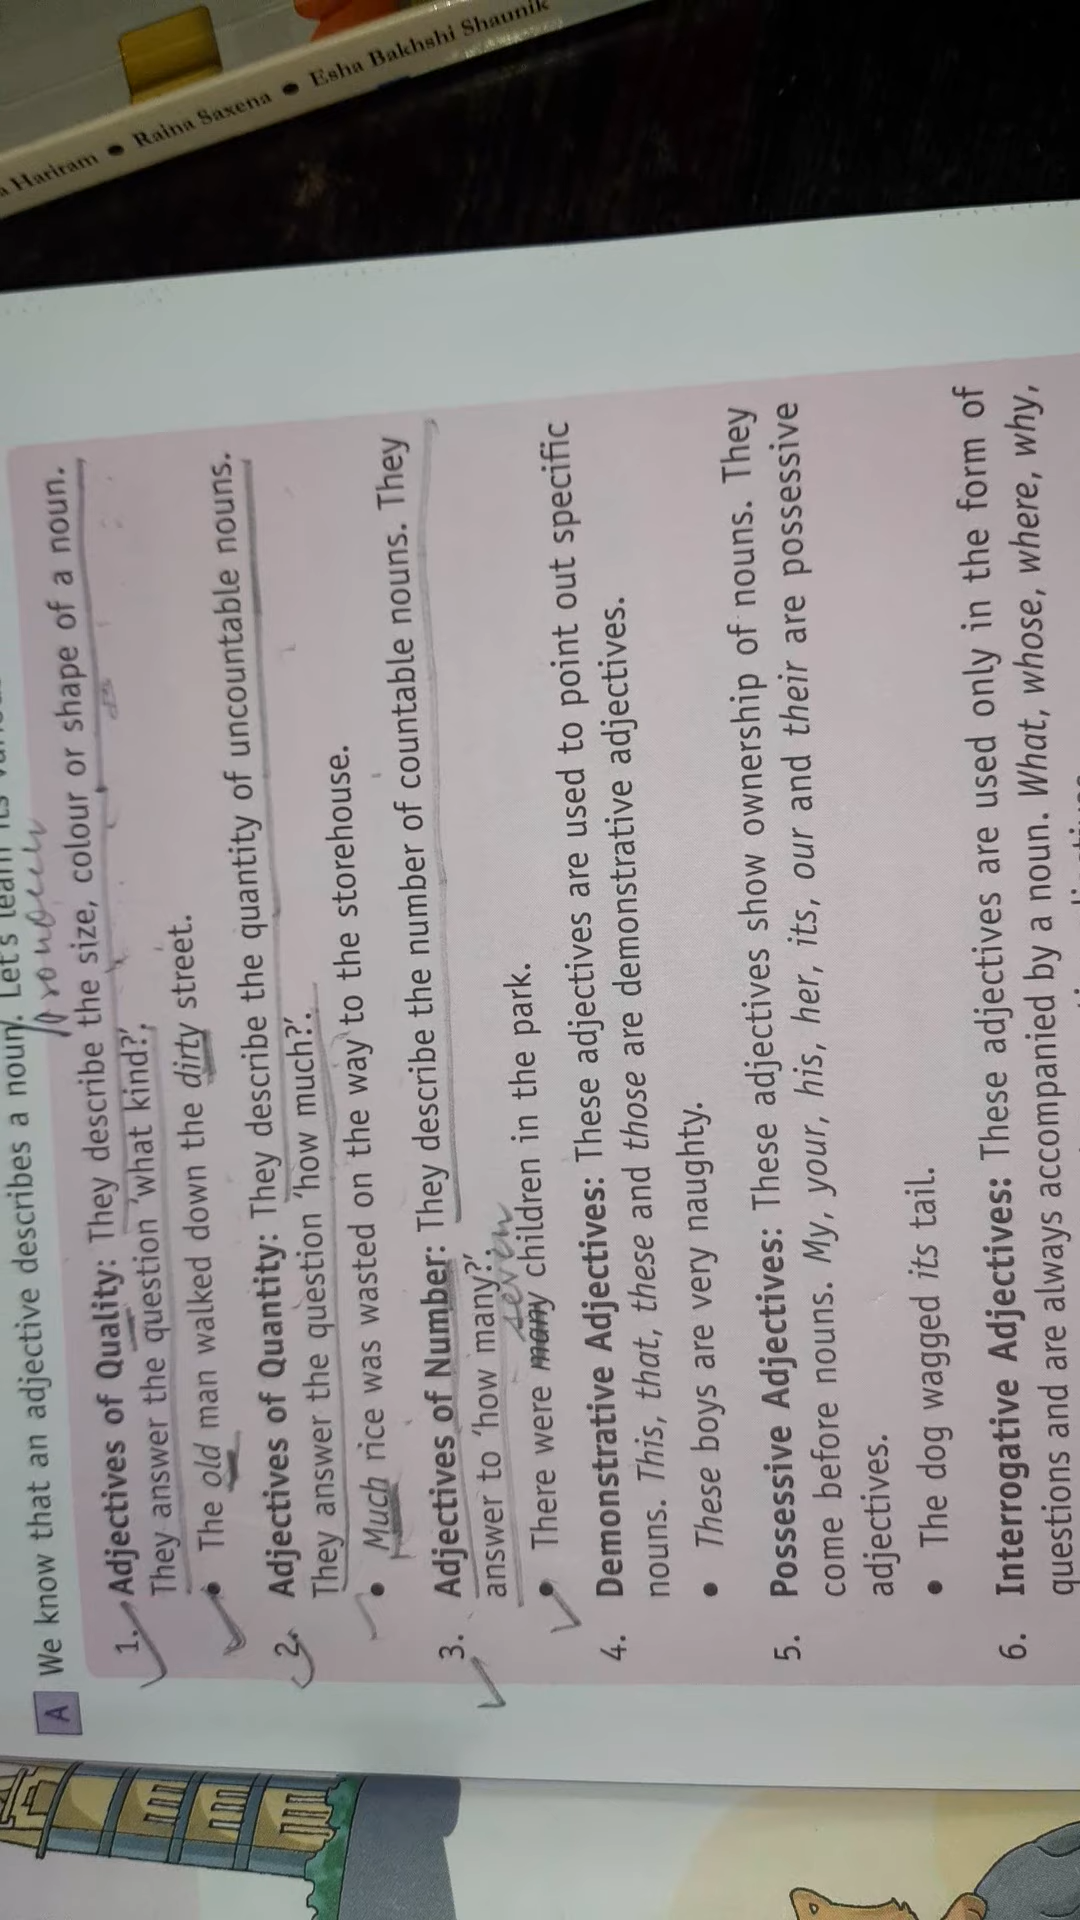 a Hariram • Raina Saxena • Esha Bakhshi Shaunik
A We know that an adjective describes a noun. Let's learn its
1. Adjectives of Quality: They describe the size, colour or shape of a noun.
They answer the question 'what kind?'.
• The old man walked down the dirty street.
2. Adjectives of Quantity: They describe the quantity of uncountable nouns.
They answer the question 'how much?'.
• Much rice was wasted on the way to the storehouse.
3. Adjectives of Number: They describe the number of countable nouns. They
answer to 'how many?'.
seven
• There were many children in the park.
4. Demonstrative Adjectives: These adjectives are used to point out specific
nouns. This, that, these and those are demonstrative adjectives.
• These boys are very naughty.
5. Possessive Adjectives: These adjectives show ownership of nouns. They
come before nouns. My, your, his, her, its, our and their are possessive
adjectives.
• The dog wagged its tail.
6. Interrogative Adjectives: These adjectives are used only in the form of
questions and are always accompanied by a noun. What, whose, where, why,